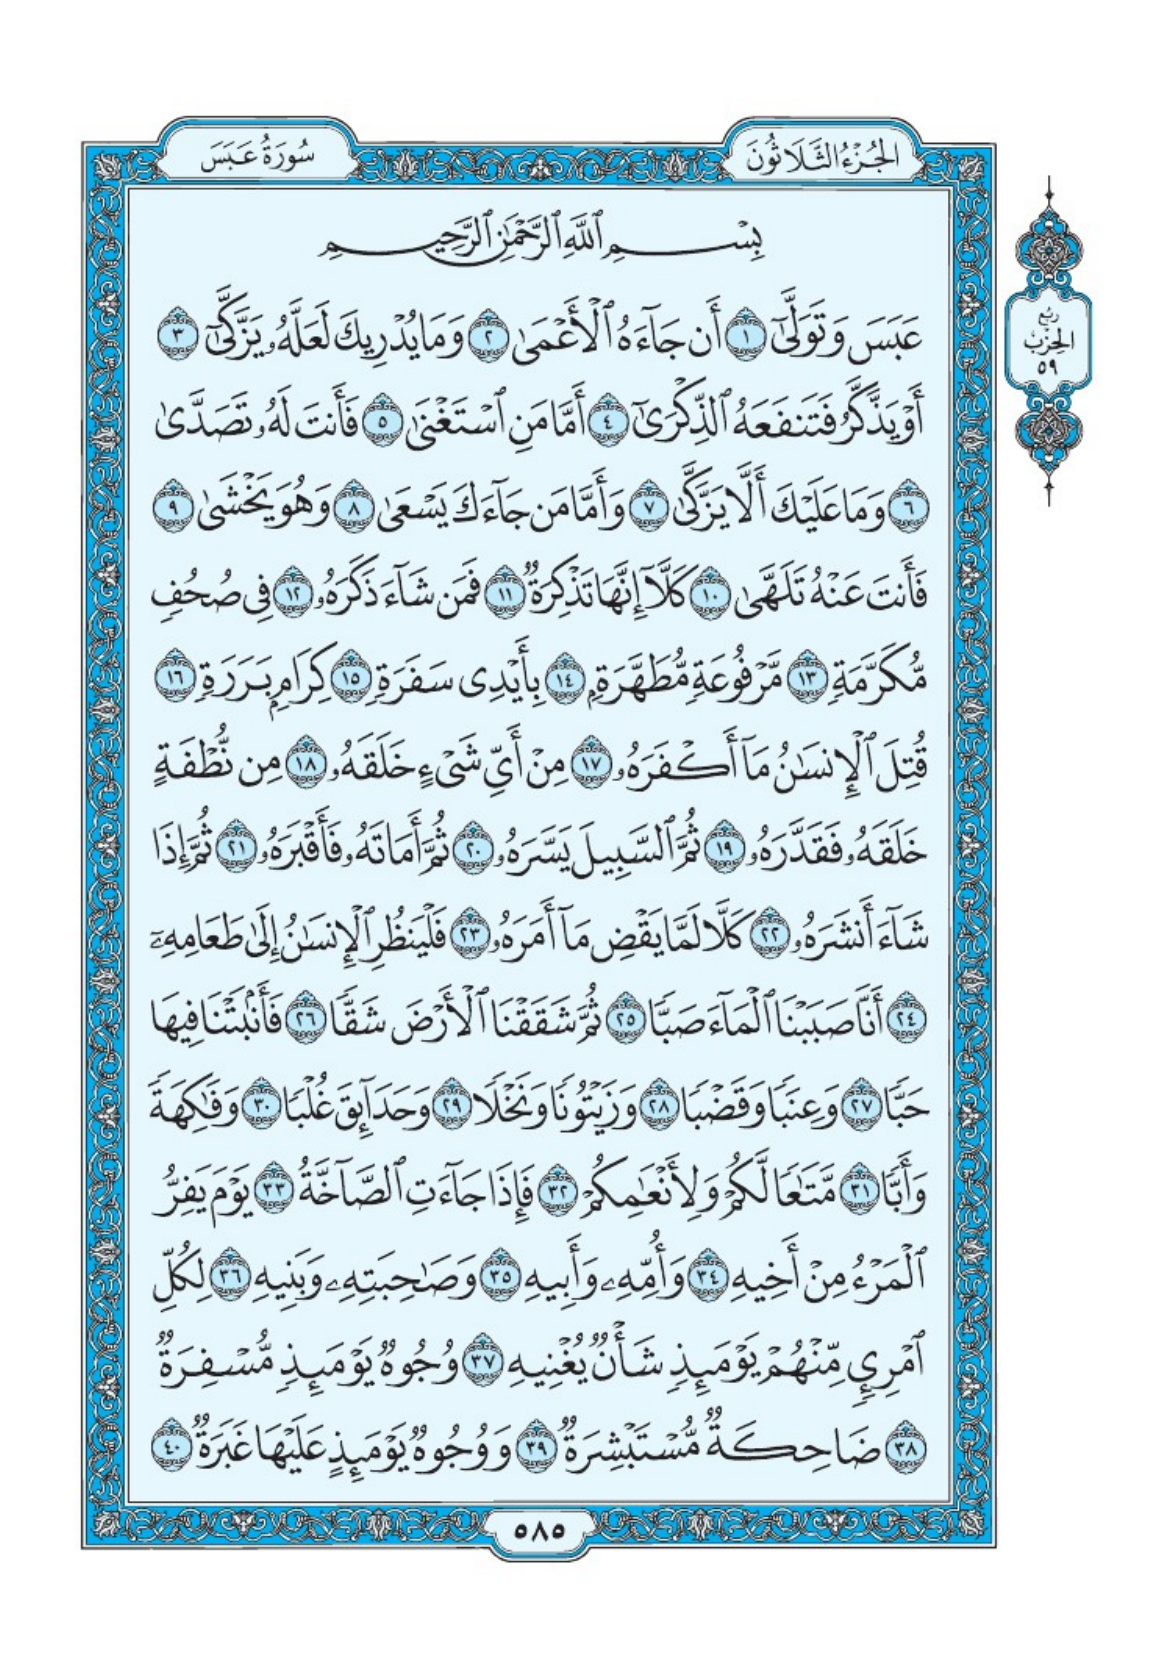 الجُزْءُ الثَّلَاثُونَ
سُورَةُ عَبَسَ
رُبع
الحِزْبُ
٥٩
بِسْمِ ٱللَّهِ ٱلرَّحْمَٰنِ ٱلرَّحِيمِ
عَبَسَ وَتَوَلَّىٰٓ ١ أَن جَآءَهُ ٱلْأَعْمَىٰ ٢ وَمَا يُدْرِيكَ لَعَلَّهُۥ يَزَّكَّىٰٓ ٣
أَوْ يَذَّكَّرُ فَتَنفَعَهُ ٱلذِّكْرَىٰٓ ٤ أَمَّا مَنِ ٱسْتَغْنَىٰ ٥ فَأَنتَ لَهُۥ تَصَدَّىٰ
٦ وَمَا عَلَيْكَ أَلَّا يَزَّكَّىٰ ٧ وَأَمَّا مَن جَآءَكَ يَسْعَىٰ ٨ وَهُوَ يَخْشَىٰ ٩
فَأَنتَ عَنْهُ تَلَهَّىٰ ١٠ كَلَّآ إِنَّهَا تَذْكِرَةٌ ١١ فَمَن شَآءَ ذَكَرَهُۥ ١٢ فِى صُحُفٍ
مُّكَرَّمَةٍ ١٣ مَّرْفُوعَةٍ مُّطَهَّرَةٍۭ ١٤ بِأَيْدِى سَفَرَةٍ ١٥ كِرَامٍۭ بَرَرَةٍ ١٦
قُتِلَ ٱلْإِنسَٰنُ مَآ أَكْفَرَهُۥ ١٧ مِنْ أَىِّ شَىْءٍ خَلَقَهُۥ ١٨ مِن نُّطْفَةٍ
خَلَقَهُۥ فَقَدَّرَهُۥ ١٩ ثُمَّ ٱلسَّبِيلَ يَسَّرَهُۥ ٢٠ ثُمَّ أَمَاتَهُۥ فَأَقْبَرَهُۥ ٢١ ثُمَّ إِذَا
شَآءَ أَنشَرَهُۥ ٢٢ كَلَّا لَمَّا يَقْضِ مَآ أَمَرَهُۥ ٢٣ فَلْيَنظُرِ ٱلْإِنسَٰنُ إِلَىٰ طَعَامِهِۦٓ
٢٤ أَنَّا صَبَبْنَا ٱلْمَآءَ صَبًّا ٢٥ ثُمَّ شَقَقْنَا ٱلْأَرْضَ شَقًّا ٢٦ فَأَنۢبَتْنَا فِيهَا
حَبًّا ٢٧ وَعِنَبًا وَقَضْبًا ٢٨ وَزَيْتُونًا وَنَخْلًا ٢٩ وَحَدَآئِقَ غُلْبًا ٣٠ وَفَٰكِهَةً
وَأَبًّا ٣١ مَّتَٰعًا لَّكُمْ وَلِأَنْعَٰمِكُمْ ٣٢ فَإِذَا جَآءَتِ ٱلصَّآخَّةُ ٣٣ يَوْمَ يَفِرُّ
ٱلْمَرْءُ مِنْ أَخِيهِ ٣٤ وَأُمِّهِۦ وَأَبِيهِ ٣٥ وَصَٰحِبَتِهِۦ وَبَنِيهِ ٣٦ لِكُلِّ
ٱمْرِئٍ مِّنْهُمْ يَوْمَئِذٍ شَأْنٌ يُغْنِيهِ ٣٧ وُجُوهٌ يَوْمَئِذٍ مُّسْفِرَةٌ
٣٨ ضَاحِكَةٌ مُّسْتَبْشِرَةٌ ٣٩ وَوُجُوهٌ يَوْمَئِذٍ عَلَيْهَا غَبَرَةٌ ٤٠
٥٨٥